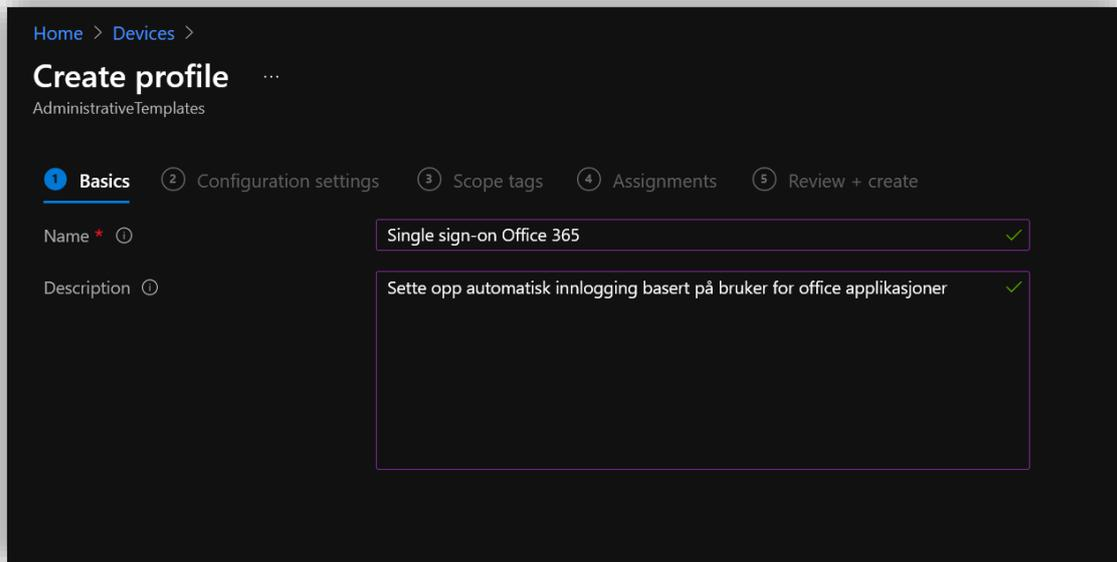 Home > Devices >
Create profile ...
AdministrativeTemplates
1 Basics 2 Configuration settings 3 Scope tags 4 Assignments 5 Review + create
Name * Single sign-on Office 365
Description Sette opp automatisk innlogging basert på bruker for office applikasjoner